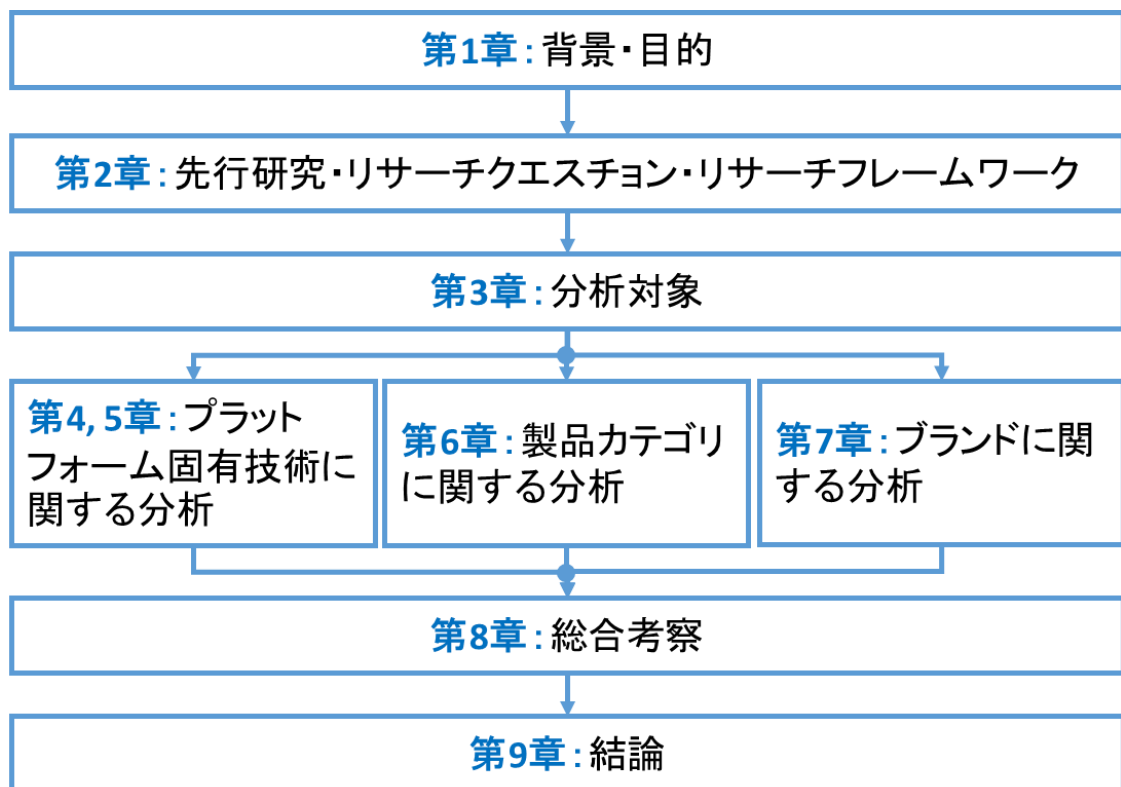 第1章：背景・目的
第2章：先行研究・リサーチクエスチョン・リサーチフレームワーク
第3章：分析対象
第4, 5章：プラット
フォーム固有技術に
関する分析
第6章：製品カテゴリ
に関する分析
第7章：ブランドに関
する分析
第8章：総合考察
第9章：結論